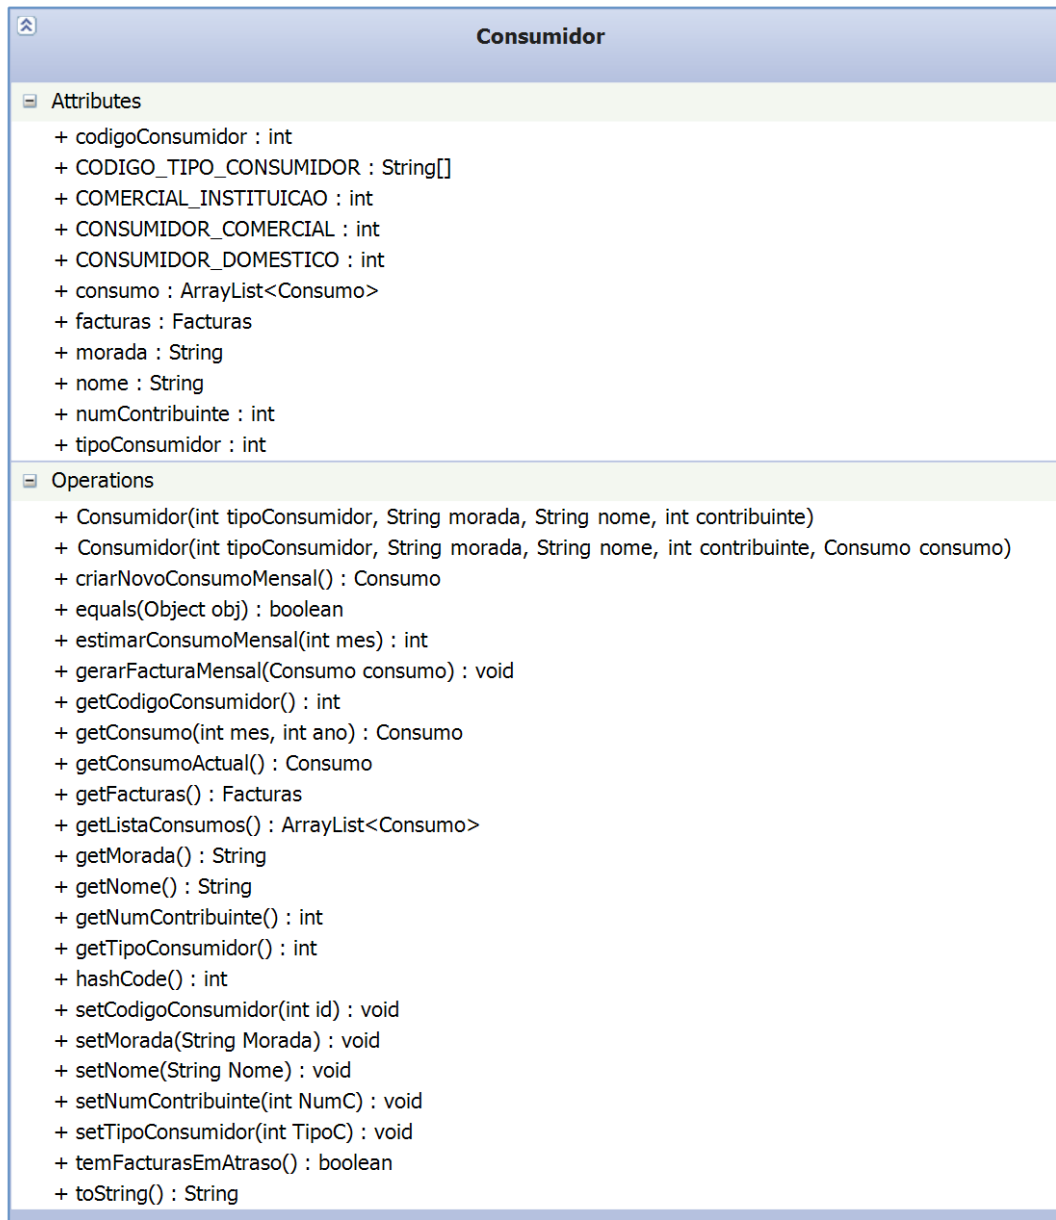 Consumidor
Attributes
+ codigoConsumidor : int
+ CODIGO_TIPO_CONSUMIDOR : String[]
+ COMERCIAL_INSTITUICAO : int
+ CONSUMIDOR_COMERCIAL : int
+ CONSUMIDOR_DOMESTICO : int
+ consumo : ArrayList<Consumo>
+ facturas : Facturas
+ morada : String
+ nome : String
+ numContribuinte : int
+ tipoConsumidor : int
Operations
+ Consumidor(int tipoConsumidor, String morada, String nome, int contribuinte)
+ Consumidor(int tipoConsumidor, String morada, String nome, int contribuinte, Consumo consumo)
+ criarNovoConsumoMensal() : Consumo
+ equals(Object obj) : boolean
+ estimarConsumoMensal(int mes) : int
+ gerarFacturaMensal(Consumo consumo) : void
+ getCodigoConsumidor() : int
+ getConsumo(int mes, int ano) : Consumo
+ getConsumoActual() : Consumo
+ getFacturas() : Facturas
+ getListaConsumos() : ArrayList<Consumo>
+ getMorada() : String
+ getNome() : String
+ getNumContribuinte() : int
+ getTipoConsumidor() : int
+ hashCode() : int
+ setCodigoConsumidor(int id) : void
+ setMorada(String Morada) : void
+ setNome(String Nome) : void
+ setNumContribuinte(int NumC) : void
+ setTipoConsumidor(int TipoC) : void
+ temFacturasEmAtraso() : boolean
+ toString() : String